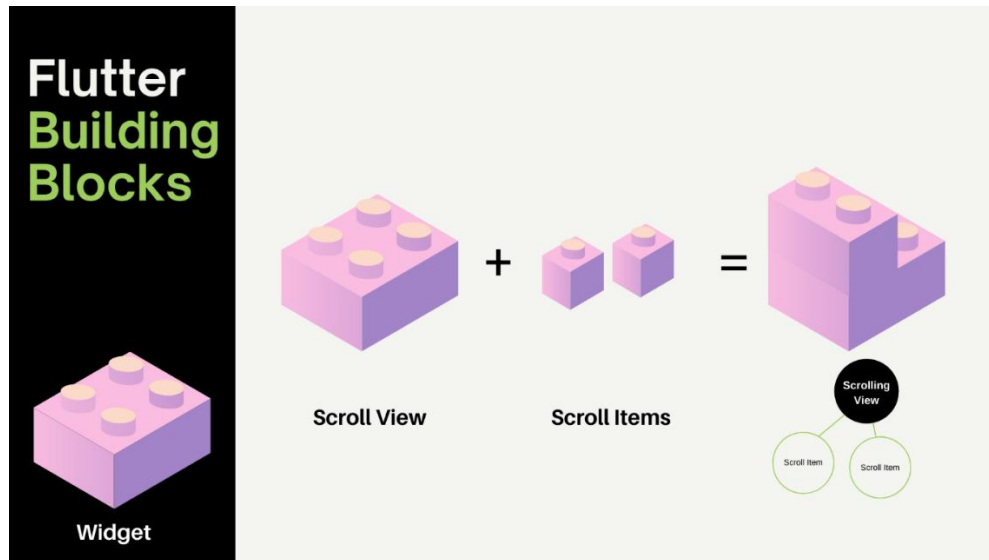 Flutter
Building
Blocks
Widget
+
=
Scroll View
Scroll Items
Scrolling
View
Scroll Item
Scroll Item